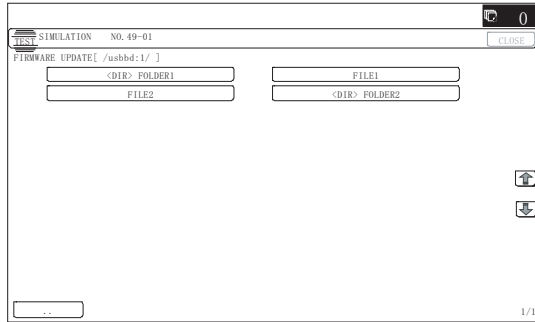 0
TEST SIMULATION NO. 49-01 CLOSE
FIRMWARE UPDATE[ /usbbd:1/ ]
<DIR> FOLDER1 FILE1
FILE2 <DIR> FOLDER2
.. 1/1